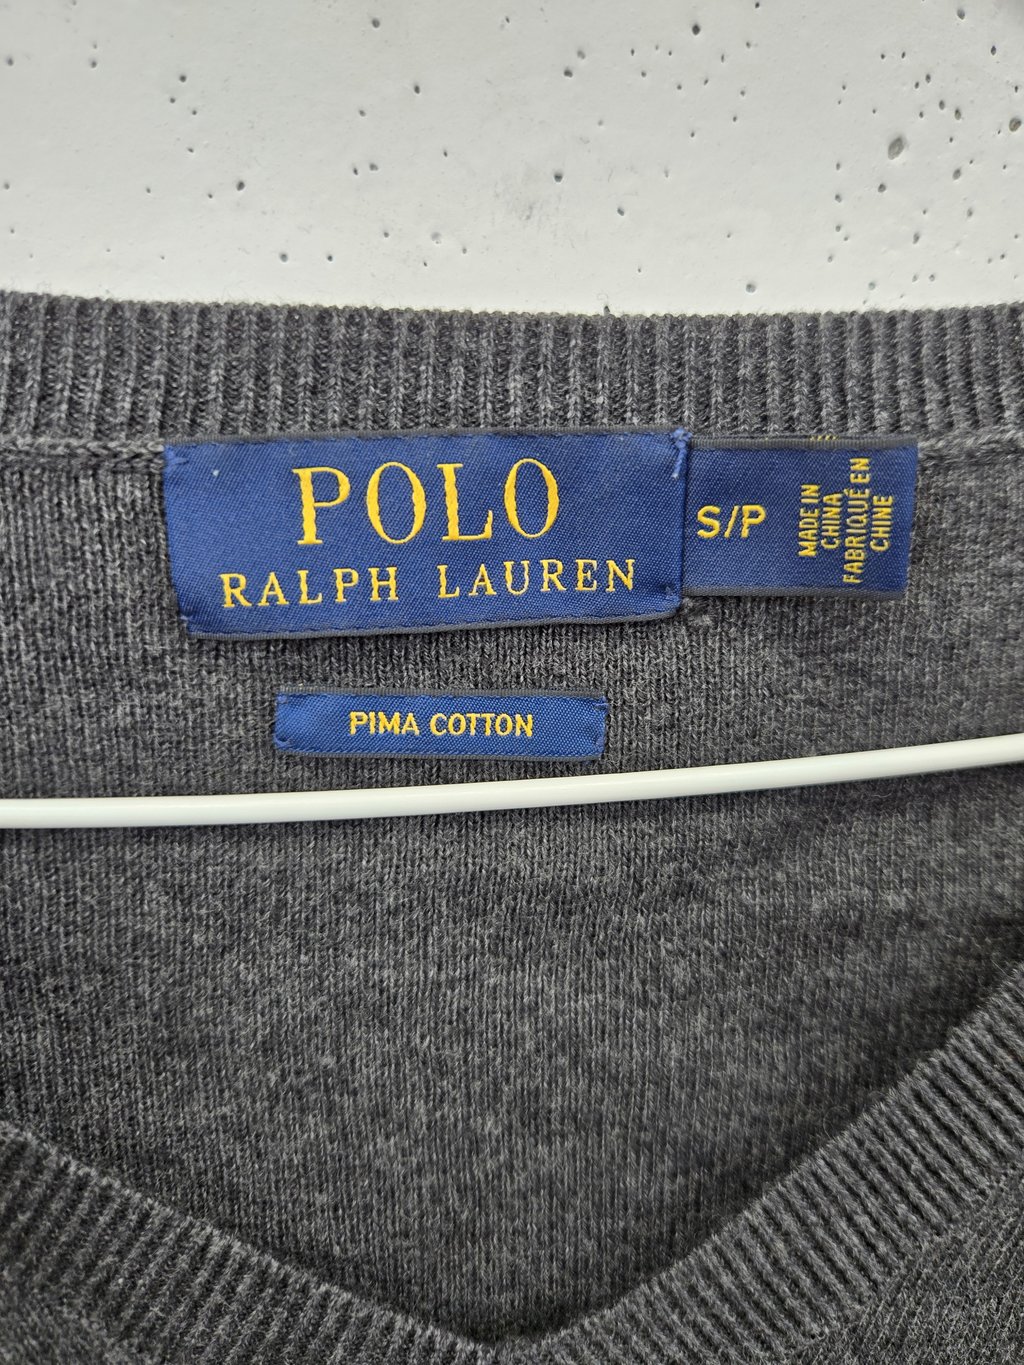 POLO
RALPH LAUREN
S/P
MADE IN
CHINA
FABRIQUÉ EN
CHINE
PIMA COTTON